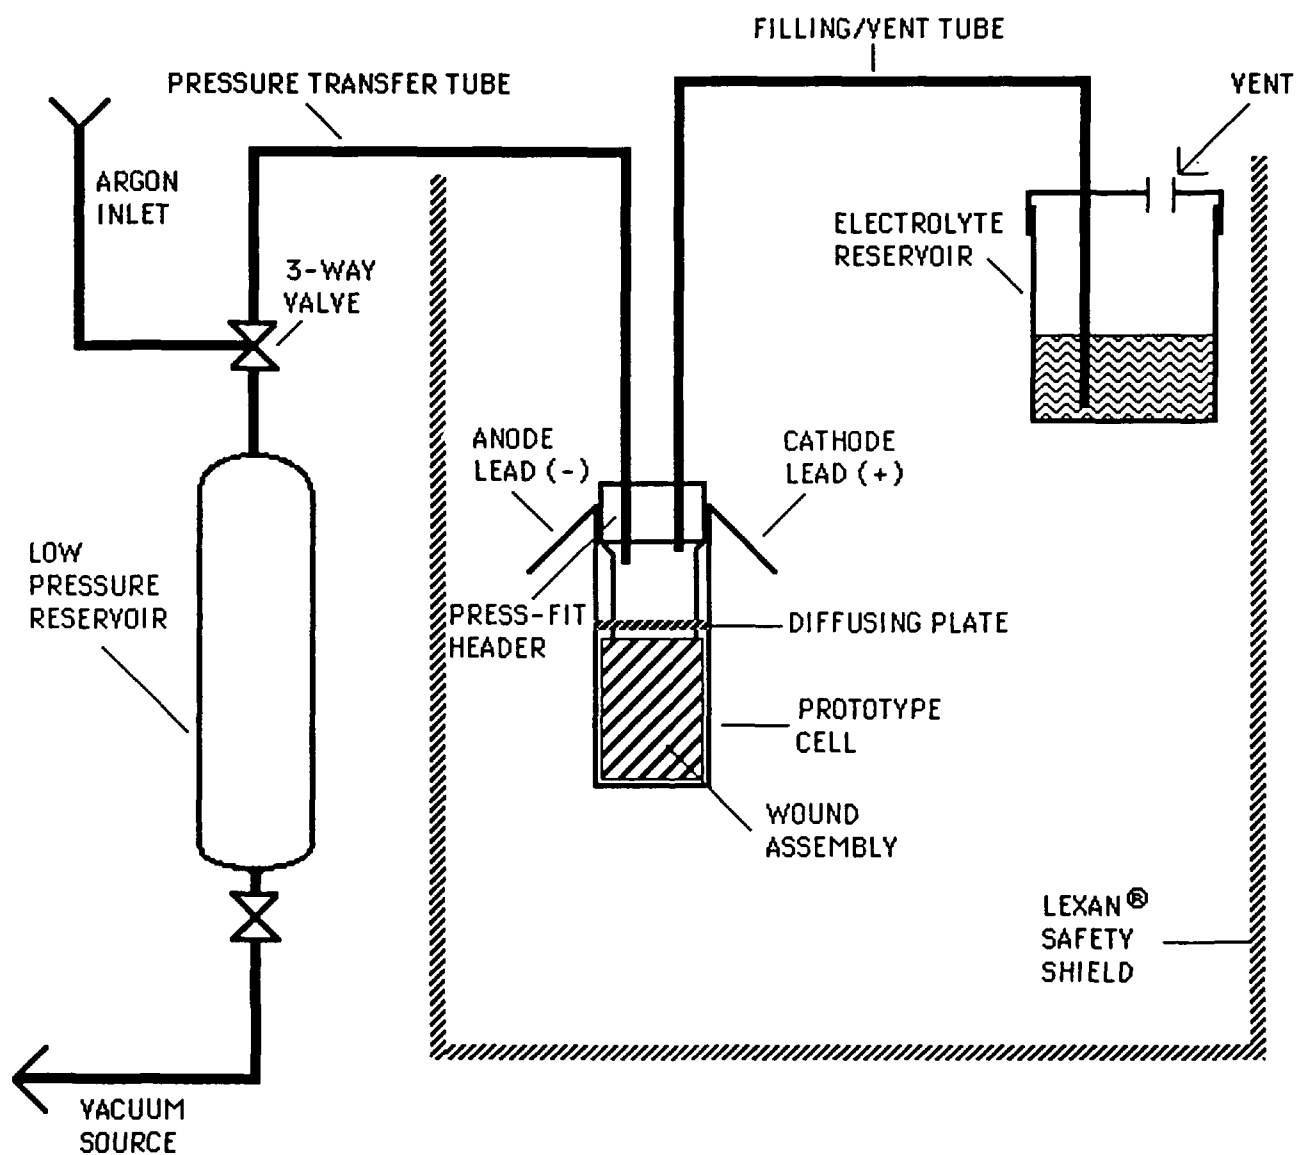 FILLING/VENT TUBE
PRESSURE TRANSFER TUBE
VENT
ARGON
INLET
ELECTROLYTE
RESERVOIR
3-WAY
VALVE
ANODE
LEAD (-)
CATHODE
LEAD (+)
LOW
PRESSURE
RESERVOIR
PRESS-FIT
HEADER
DIFFUSING PLATE
PROTOTYPE
CELL
WOUND
ASSEMBLY
LEXAN®
SAFETY
SHIELD
VACUUM
SOURCE